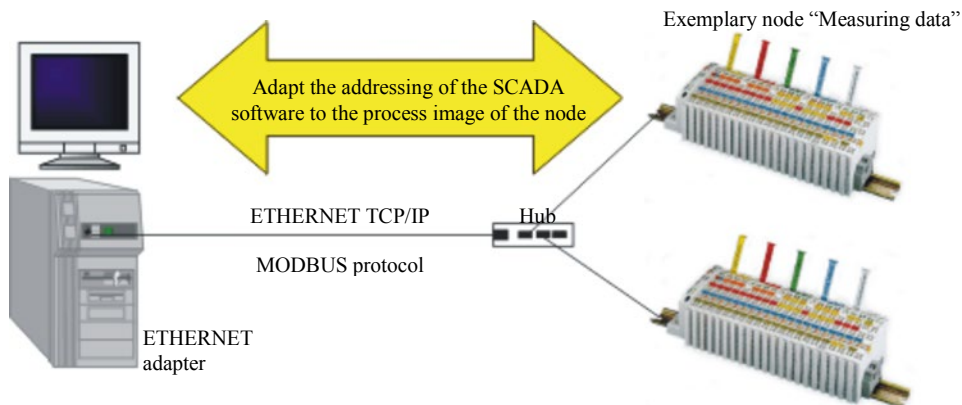 Exemplary node “Measuring data”
Adapt the addressing of the SCADA
software to the process image of the node
ETHERNET TCP/IP
Hub
MODBUS protocol
ETHERNET
adapter